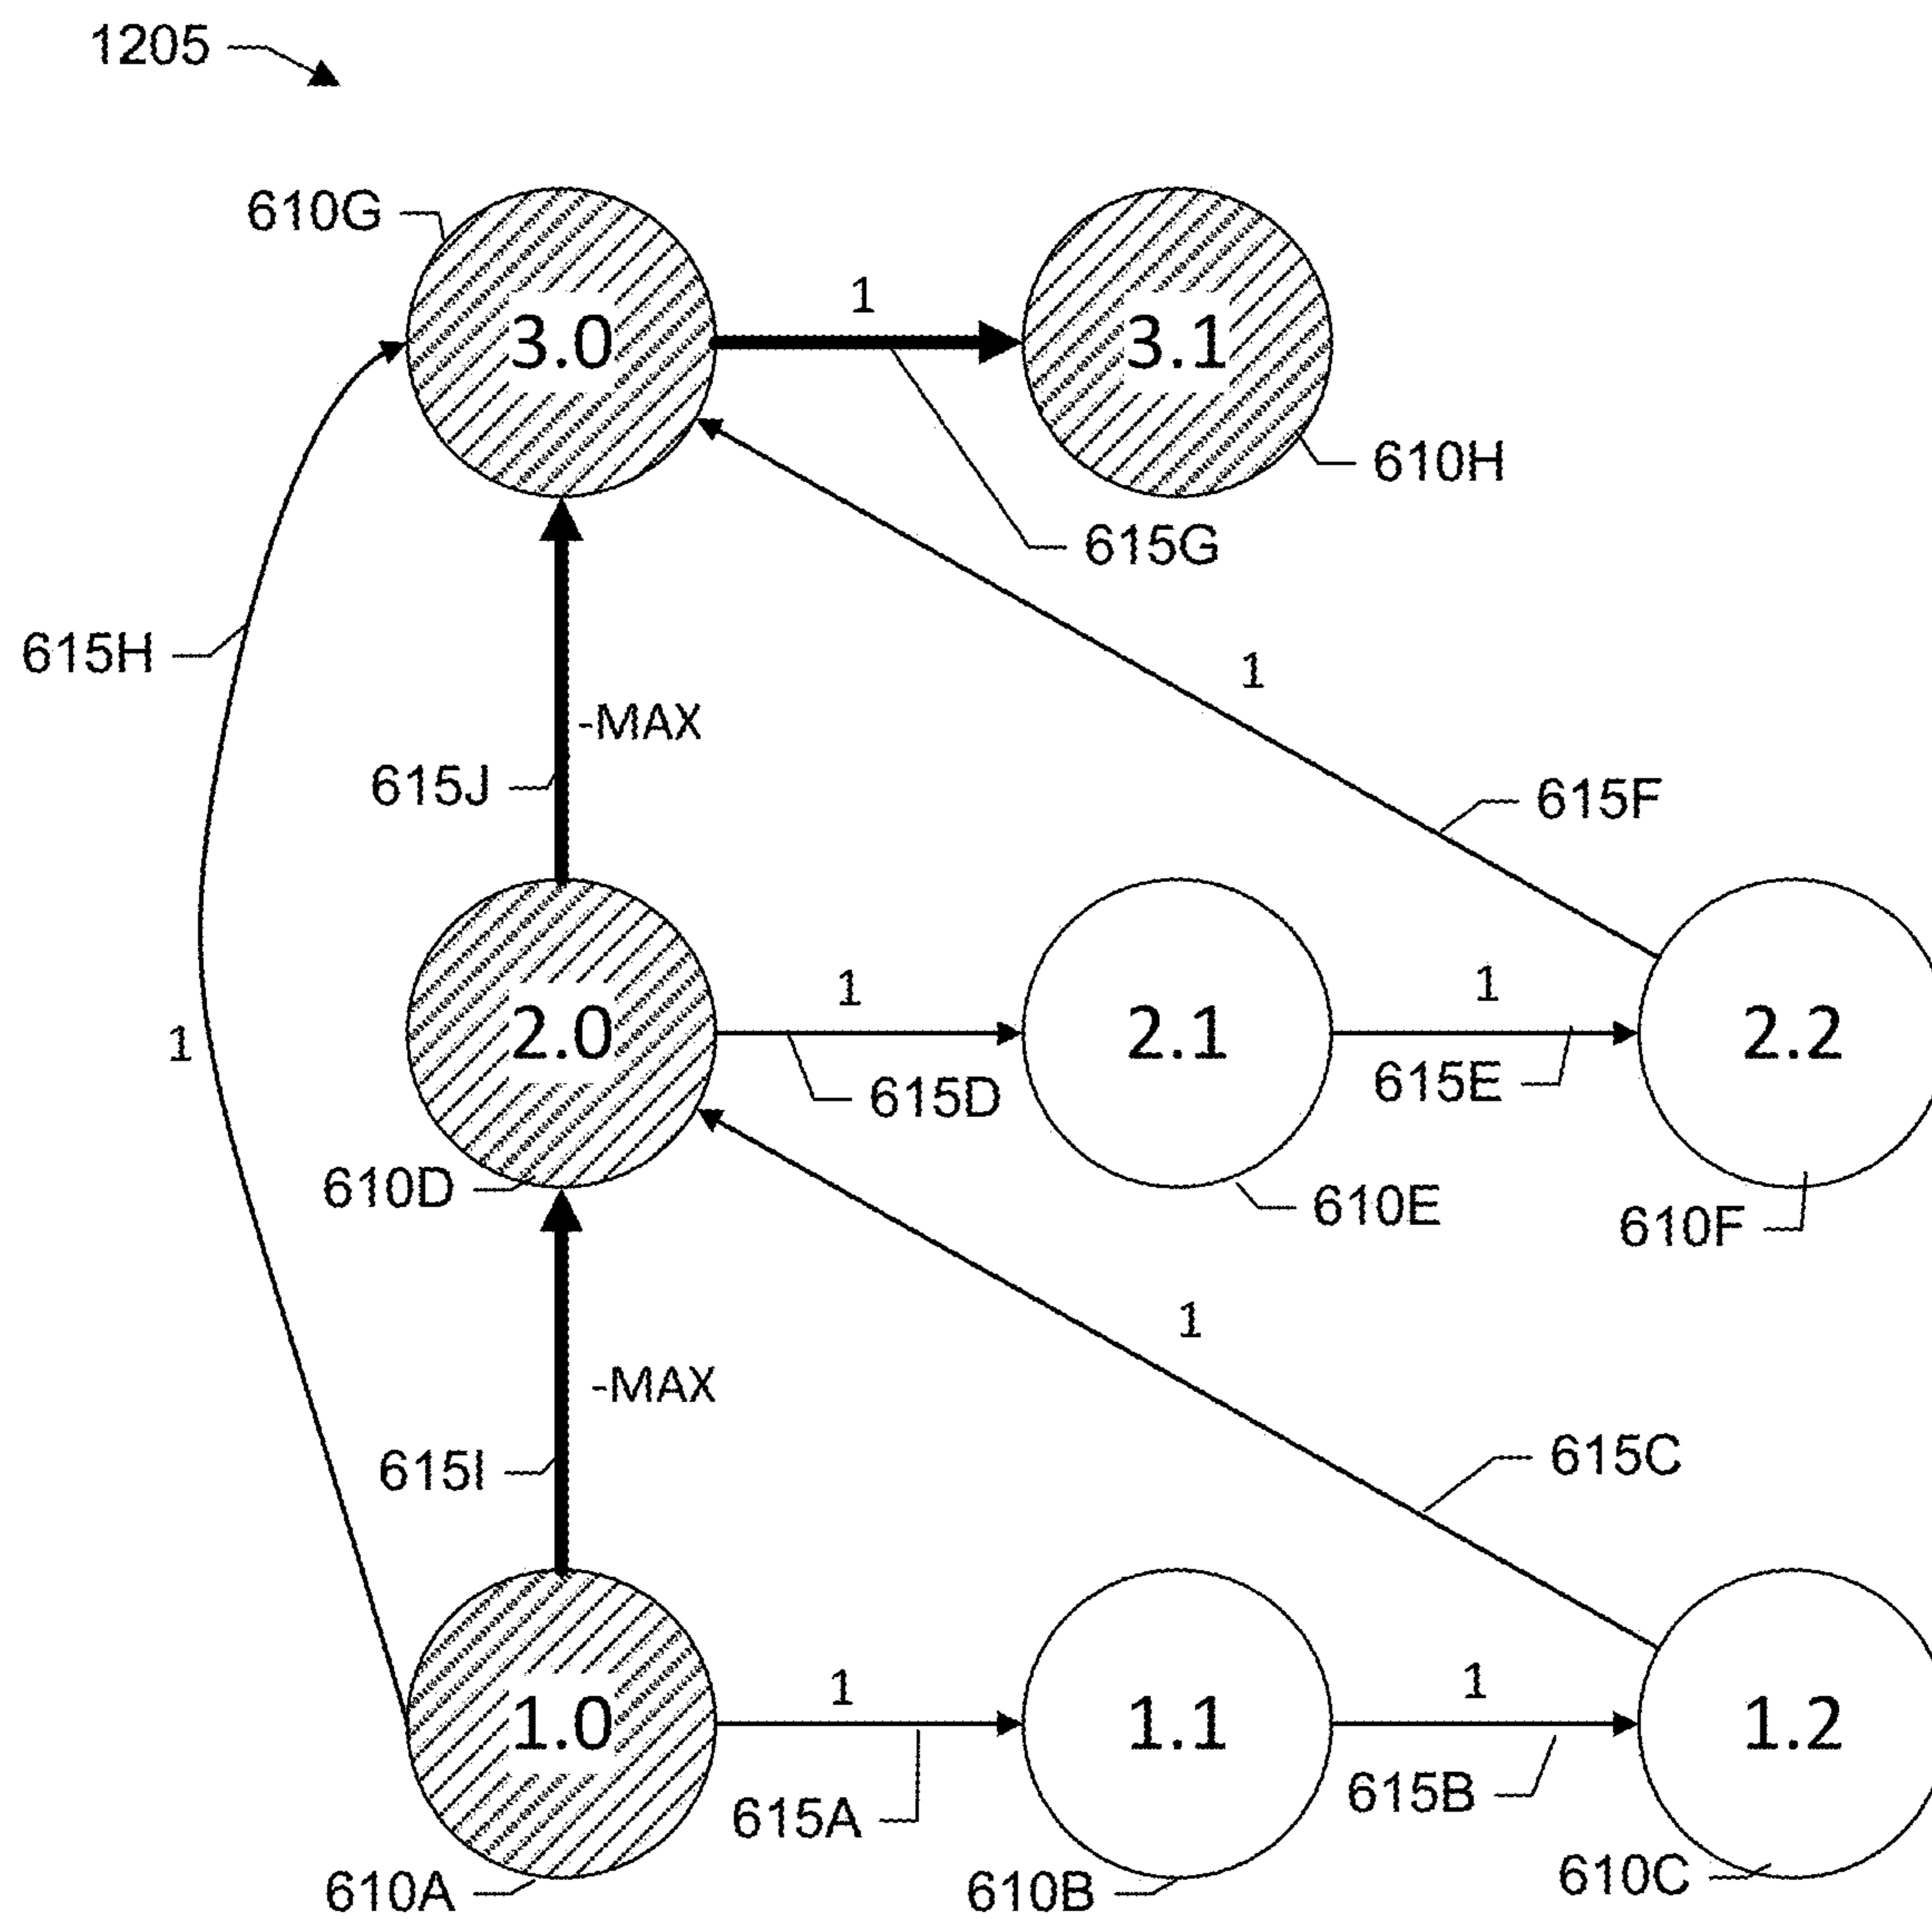 1205
610G
1
3.0
3.1
610H
615G
615H
1
-MAX
615J
615F
1
1
2.0
2.1
2.2
1
615D
615E
610D
610E
610F
1
-MAX
615C
615I
1
1
1.0
1.1
1.2
615A
615B
610A
610B
610C